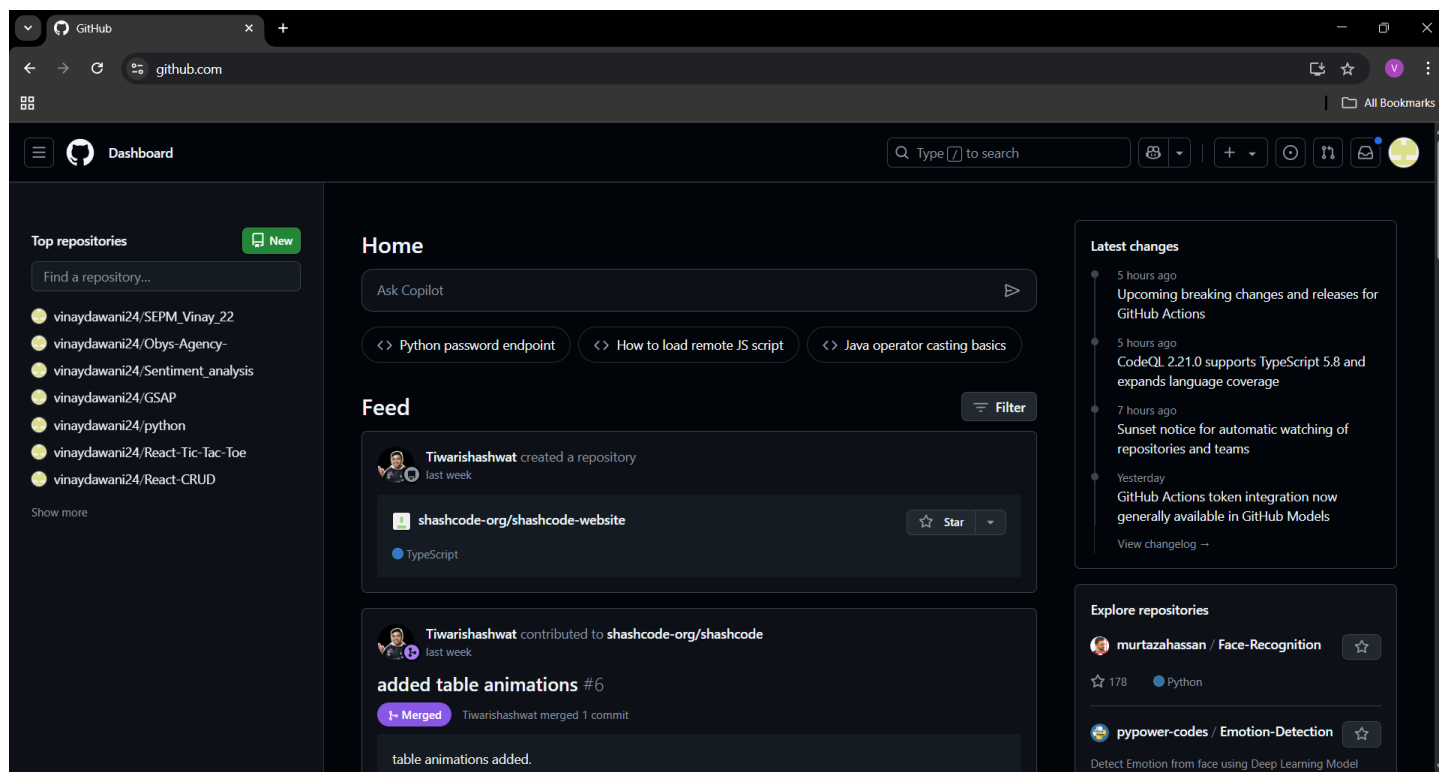 GitHub
github.com
All Bookmarks
Dashboard
Type / to search
Top repositories
New
Find a repository...
vinaydawani24/SEPM_Vinay_22
vinaydawani24/Obys-Agency-
vinaydawani24/Sentiment_analysis
vinaydawani24/GSAP
vinaydawani24/python
vinaydawani24/React-Tic-Tac-Toe
vinaydawani24/React-CRUD
Show more
Home
Ask Copilot
Python password endpoint
How to load remote JS script
Java operator casting basics
Feed
Filter
Tiwarishashwat created a repository
last week
shashcode-org/shashcode-website
Star
TypeScript
Tiwarishashwat contributed to shashcode-org/shashcode
last week
added table animations #6
Merged
Tiwarishashwat merged 1 commit
table animations added.
Latest changes
5 hours ago
Upcoming breaking changes and releases for
GitHub Actions
5 hours ago
CodeQL 2.21.0 supports TypeScript 5.8 and
expands language coverage
7 hours ago
Sunset notice for automatic watching of
repositories and teams
Yesterday
GitHub Actions token integration now
generally available in GitHub Models
View changelog →
Explore repositories
murtazahassan / Face-Recognition
178
Python
pypower-codes / Emotion-Detection
Detect Emotion from face using Deep Learning Model
V